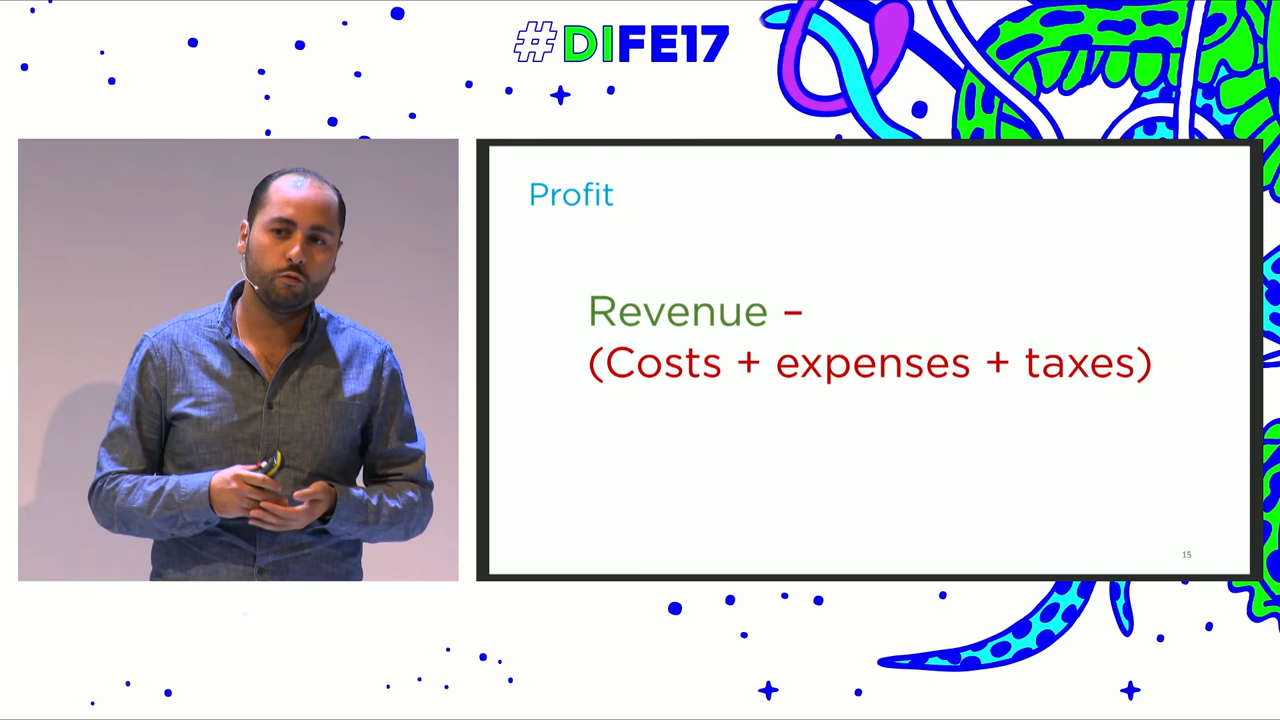 #DIFE17
Profit
Revenue –
(Costs + expenses + taxes)
15